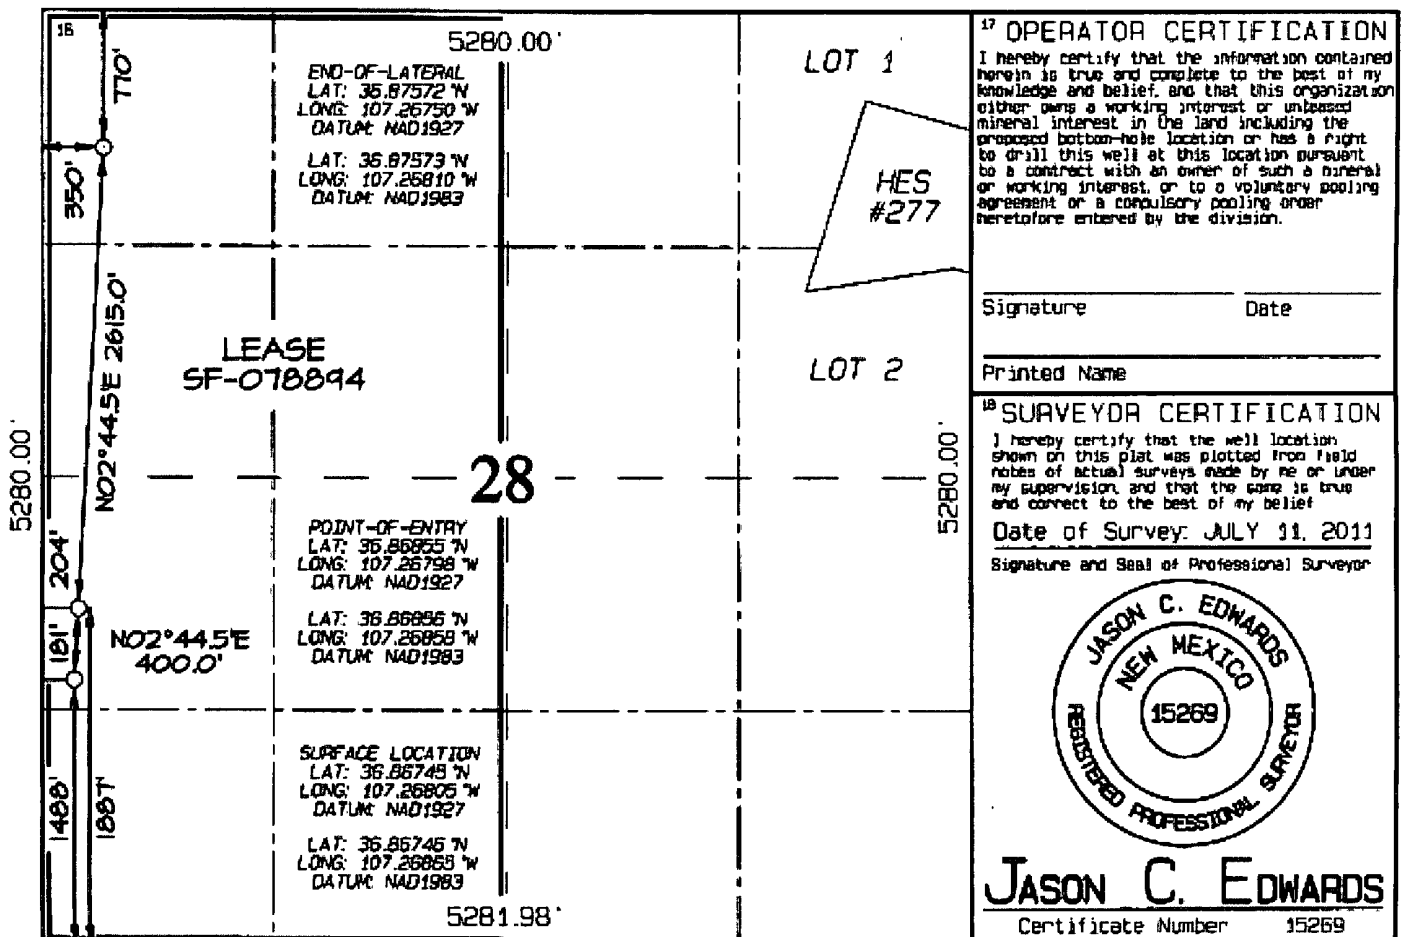 16
770'
5280.00'
END-OF-LATERAL
LAT: 36.87572 °N
LONG: 107.26750 °W
DATUM: NAD1927
LAT: 36.87573 °N
LONG: 107.26810 °W
DATUM: NAD1983
350'
LOT 1
HES
#277
N02°44.5'E 2615.0'
LEASE
SF-078894
LOT 2
5280.00'
28
5280.00'
POINT-OF-ENTRY
LAT: 36.86855 °N
LONG: 107.26798 °W
DATUM: NAD1927
LAT: 36.86856 °N
LONG: 107.26858 °W
DATUM: NAD1983
204'
181'
N02°44.5'E
400.0'
SURFACE LOCATION
LAT: 36.86745 °N
LONG: 107.26805 °W
DATUM: NAD1927
LAT: 36.86746 °N
LONG: 107.26865 °W
DATUM: NAD1983
1488'
1887'
5281.98'
17 OPERATOR CERTIFICATION
I hereby certify that the information contained
herein is true and complete to the best of my
knowledge and belief, and that this organization
either owns a working interest or unleased
mineral interest in the land including the
proposed bottom-hole location or has a right
to drill this well at this location pursuant
to a contract with an owner of such a mineral
or working interest, or to a voluntary pooling
agreement or a compulsory pooling order
heretofore entered by the division.
Signature Date
Printed Name
18 SURVEYOR CERTIFICATION
I hereby certify that the well location
shown on this plat was plotted from field
notes of actual surveys made by me or under
my supervision, and that the same is true
and correct to the best of my belief
Date of Survey: JULY 11, 2011
Signature and Seal of Professional Surveyor
JASON C. EDWARDS
NEW MEXICO
15269
REGISTERED PROFESSIONAL SURVEYOR
JASON C. EDWARDS
Certificate Number 15269